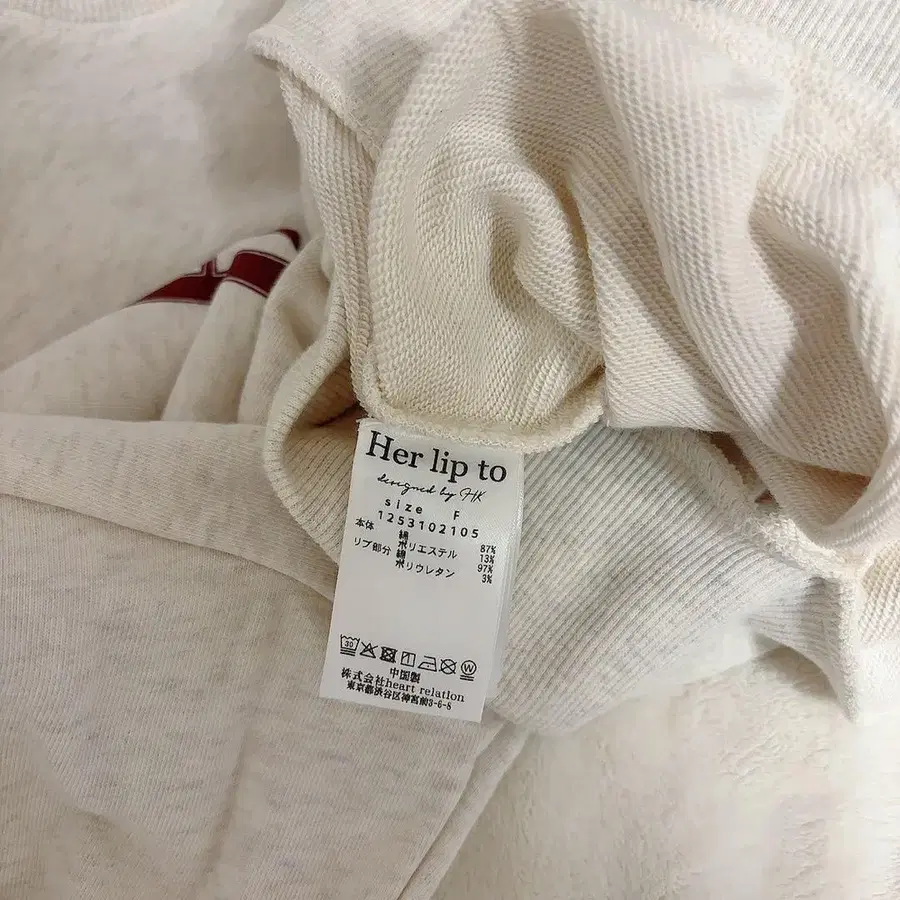 Her lip to
designed by HK
size F
1253102105
本体 綿 87%
ポリエステル 13%
リブ部分 綿 97%
ポリウレタン 3%
30
W
中国製
株式会社heart relation
東京都渋谷区神宮前3-6-8